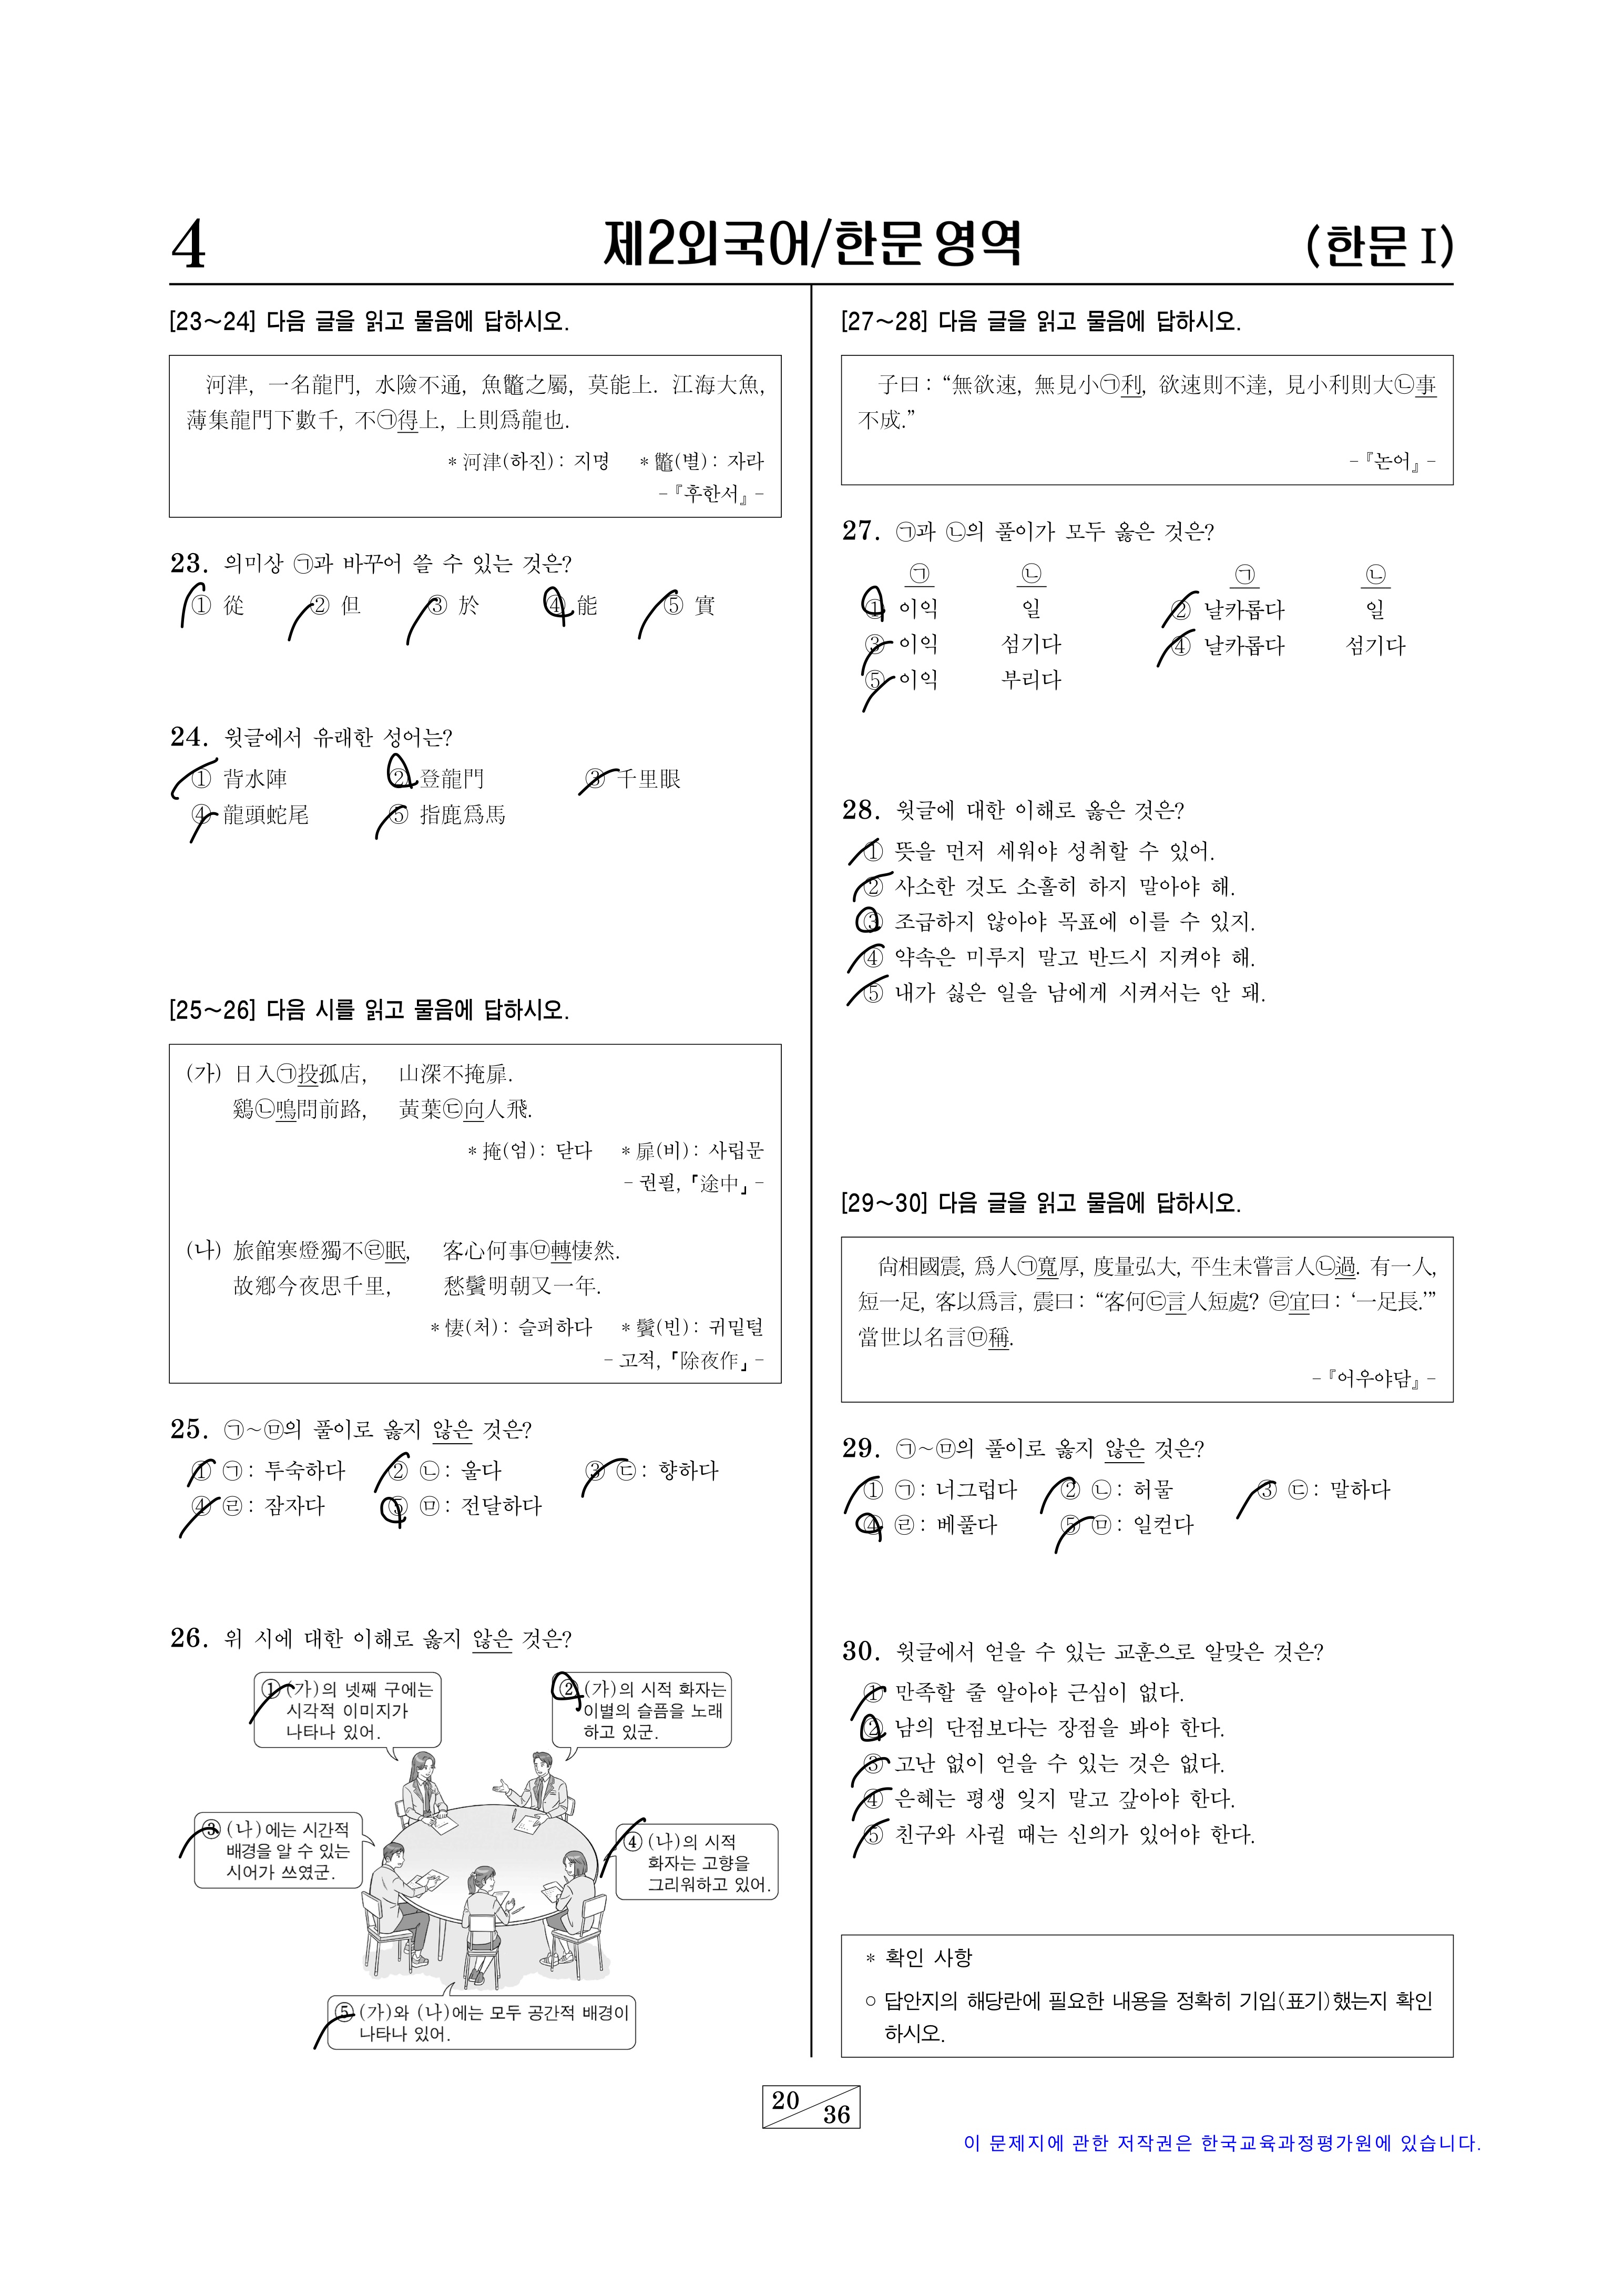 4
제2외국어/한문 영역
(한문 I)
[23~24] 다음 글을 읽고 물음에 답하시오.
河津, 一名龍門, 水險不通, 魚鼈之屬, 莫能上. 江海大魚,
薄集龍門下數千, 不㉠得上, 上則爲龍也.
* 河津(하진): 지명 * 鼈(별): 자라
-『후한서』-
23. 의미상 ㉠과 바꾸어 쓸 수 있는 것은?
① 從 ② 但 ③ 於 ④ 能 ⑤ 實
24. 윗글에서 유래한 성어는?
① 背水陣 ② 登龍門 ③ 千里眼
④ 龍頭蛇尾 ⑤ 指鹿爲馬
[25~26] 다음 시를 읽고 물음에 답하시오.
(가) 日入㉠投孤店, 山深不掩扉.
鷄㉡鳴問前路, 黃葉㉢向人飛.
* 掩(엄): 닫다 * 扉(비): 사립문
- 권필, 「途中」-
(나) 旅館寒燈獨不㉣眠, 客心何事㉤轉悽然.
故鄕今夜思千里, 愁鬢明朝又一年.
* 悽(처): 슬퍼하다 * 鬢(빈): 귀밑털
- 고적, 「除夜作」-
25. ㉠~㉤의 풀이로 옳지 않은 것은?
① ㉠: 투숙하다 ② ㉡: 울다 ③ ㉢: 향하다
④ ㉣: 잠자다 ⑤ ㉤: 전달하다
26. 위 시에 대한 이해로 옳지 않은 것은?
① (가)의 넷째 구에는
시각적 이미지가
나타나 있어.
② (가)의 시적 화자는
이별의 슬픔을 노래
하고 있군.
③ (나)에는 시간적
배경을 알 수 있는
시어가 쓰였군.
④ (나)의 시적
화자는 고향을
그리워하고 있어.
⑤ (가)와 (나)에는 모두 공간적 배경이
나타나 있어.
[27~28] 다음 글을 읽고 물음에 답하시오.
子曰: “無欲速, 無見小㉠利, 欲速則不達, 見小利則大㉡事
不成.”
-『논어』-
27. ㉠과 ㉡의 풀이가 모두 옳은 것은?
㉠ ㉡ ㉠ ㉡
① 이익 일 ② 날카롭다 일
③ 이익 섬기다 ④ 날카롭다 섬기다
⑤ 이익 부리다
28. 윗글에 대한 이해로 옳은 것은?
① 뜻을 먼저 세워야 성취할 수 있어.
② 사소한 것도 소홀히 하지 말아야 해.
③ 조급하지 않아야 목표에 이를 수 있지.
④ 약속은 미루지 말고 반드시 지켜야 해.
⑤ 내가 싫은 일을 남에게 시켜서는 안 돼.
[29~30] 다음 글을 읽고 물음에 답하시오.
尙相國震, 爲人㉠寬厚, 度量弘大, 平生未嘗言人㉡過. 有一人,
短一足, 客以爲言, 震曰: “客何㉢言人短處? ㉣宜曰: ‘一足長.’”
當世以名言㉤稱.
-『어우야담』-
29. ㉠~㉤의 풀이로 옳지 않은 것은?
① ㉠: 너그럽다 ② ㉡: 허물 ③ ㉢: 말하다
④ ㉣: 베풀다 ⑤ ㉤: 일컫다
30. 윗글에서 얻을 수 있는 교훈으로 알맞은 것은?
① 만족할 줄 알아야 근심이 없다.
② 남의 단점보다는 장점을 봐야 한다.
③ 고난 없이 얻을 수 있는 것은 없다.
④ 은혜는 평생 잊지 말고 갚아야 한다.
⑤ 친구와 사귈 때는 신의가 있어야 한다.
* 확인 사항
○ 답안지의 해당란에 필요한 내용을 정확히 기입(표기)했는지 확인
하시오.
20
36
이 문제지에 관한 저작권은 한국교육과정평가원에 있습니다.